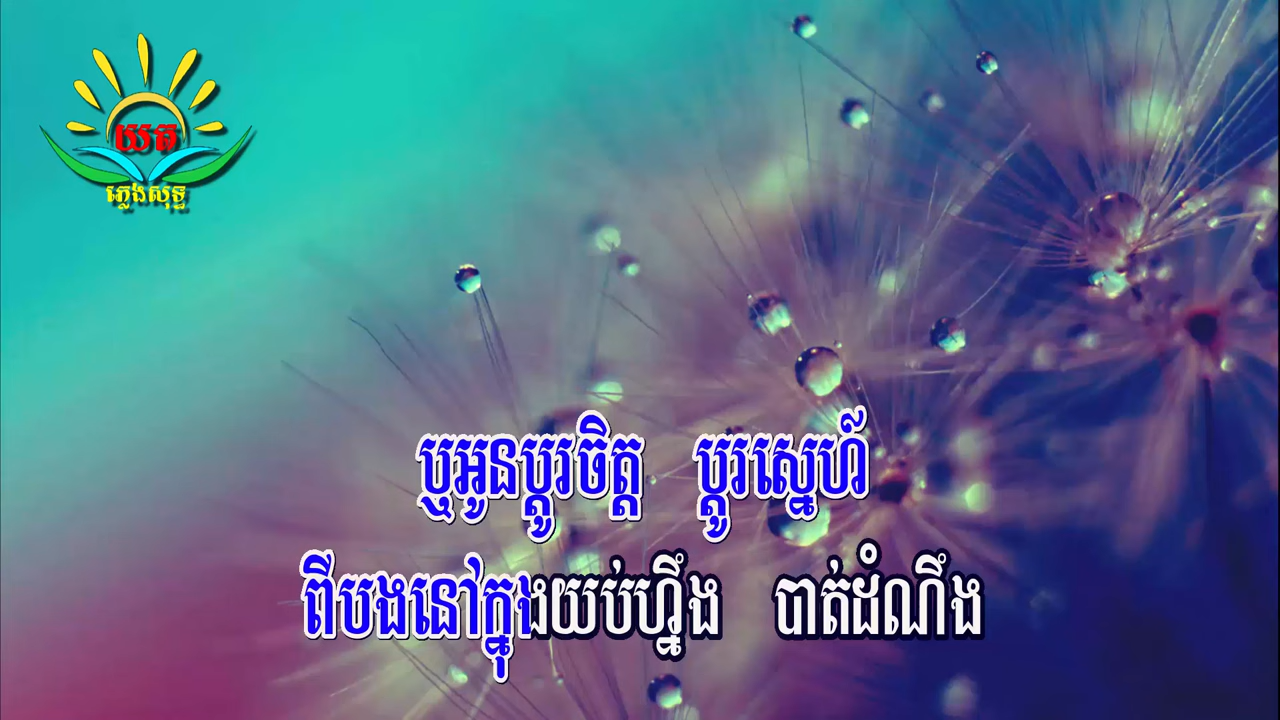 យត
ភ្លេងសុទ្ធ
ឬអូនប្ដូរចិត្ត ប្ដូរស្នេហ៍
ពីបងនៅក្នុងយប់ហ្នឹង បាត់ដំណឹង